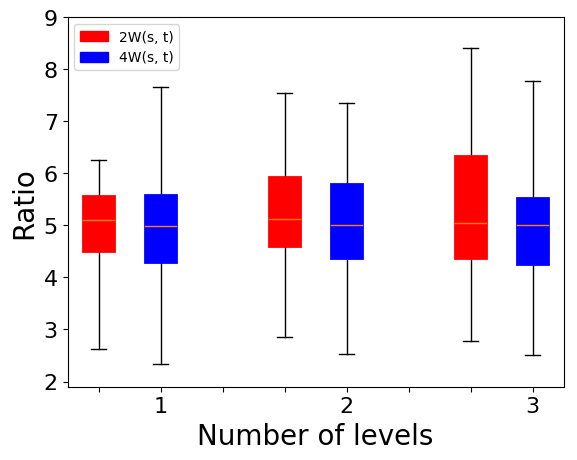 9
8
7
6
5
4
3
2
Ratio
2W(s, t)
4W(s, t)
1
2
3
Number of levels